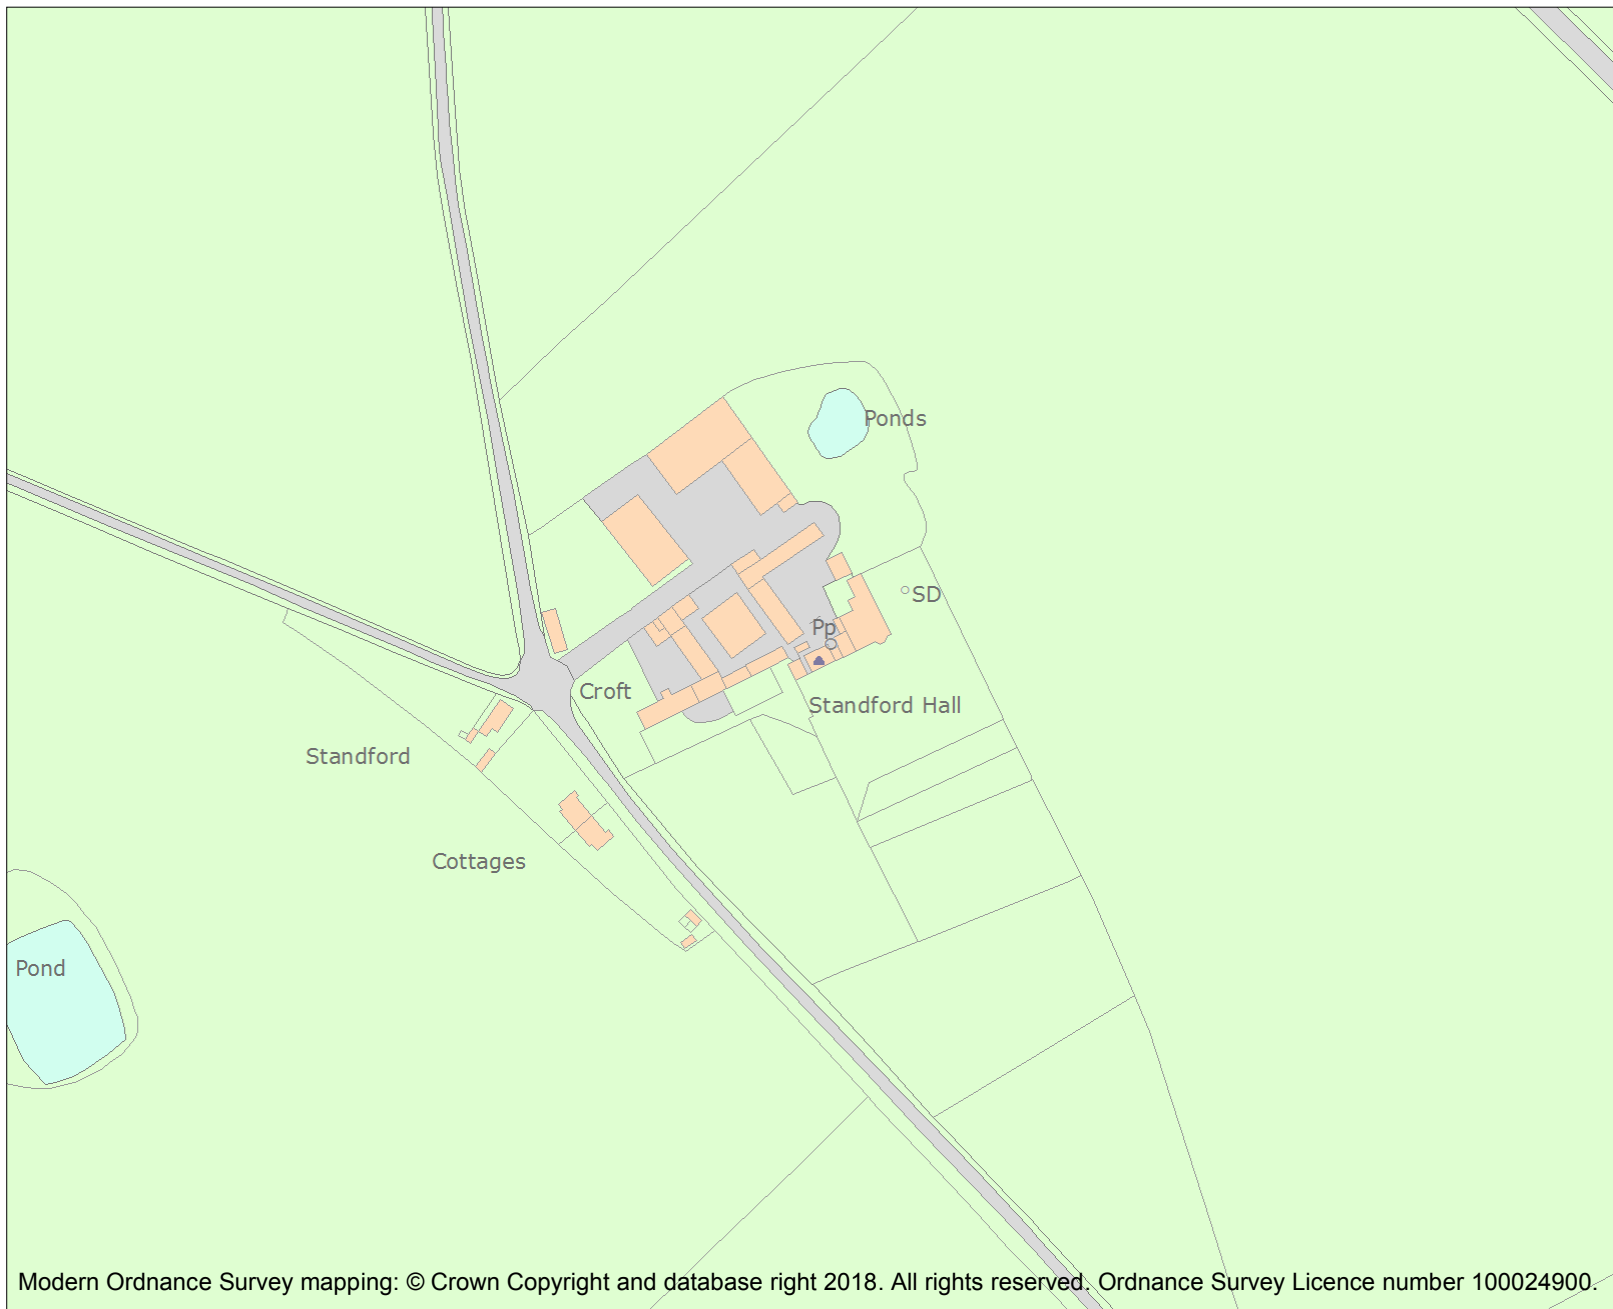 Ponds
SD
Pp
Croft
Standford Hall
Standford
Cottages
Pond
Modern Ordnance Survey mapping: © Crown Copyright and database right 2018. All rights reserved. Ordnance Survey Licence number 100024900.